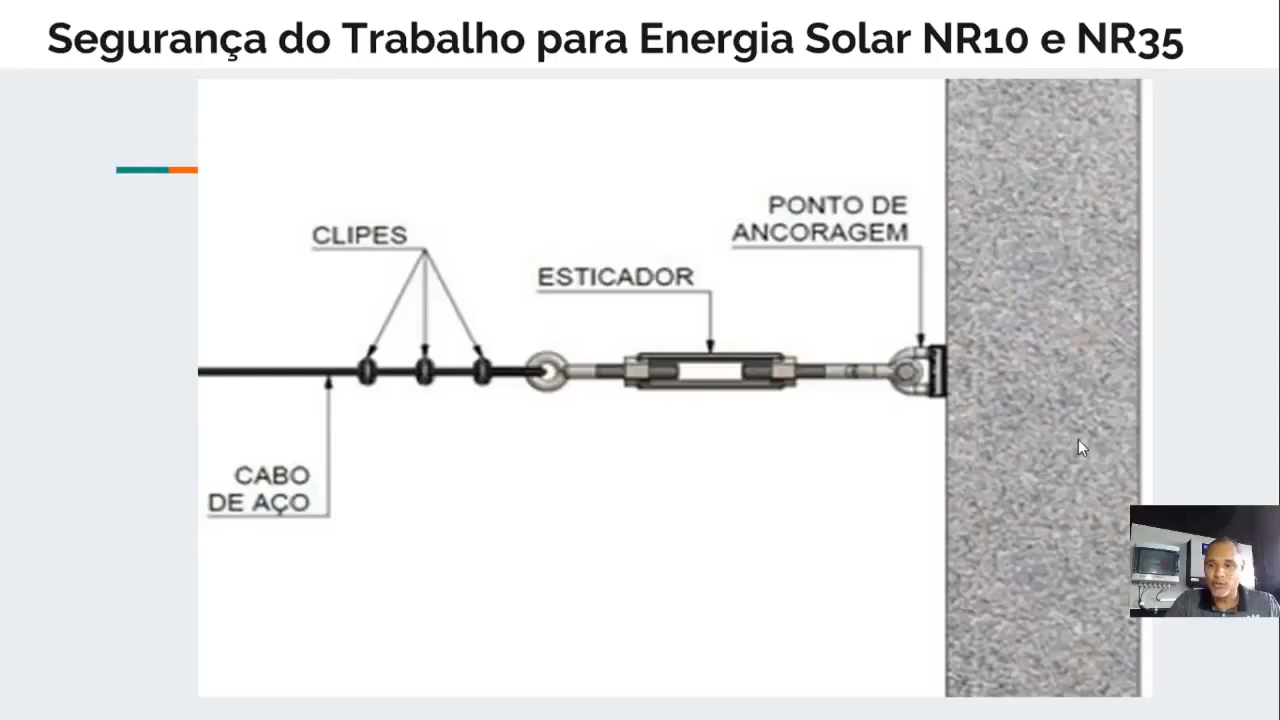 Segurança do Trabalho para Energia Solar NR10 e NR35
PONTO DE
ANCORAGEM
CLIPES
ESTICADOR
CABO
DE AÇO